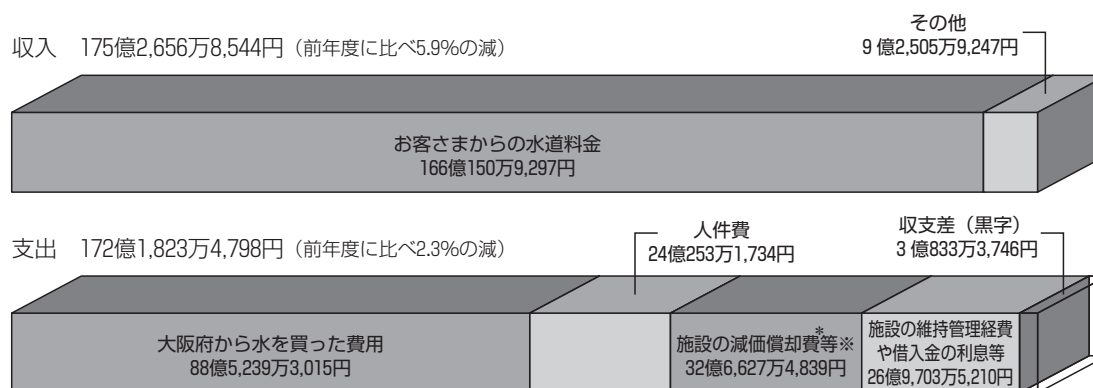 収入 175億2,656万8,544円（前年度に比べ5.9%の減）
その他
9億2,505万9,247円
お客さまからの水道料金
166億150万9,297円
支出 172億1,823万4,798円（前年度に比べ2.3%の減）
人件費
24億253万1,734円
収支差（黒字）
3億833万3,746円
大阪府から水を買った費用
88億5,239万3,015円
施設の減価償却費*等※
32億6,627万4,839円
施設の維持管理経費
や借入金の利息等
26億9,703万5,210円